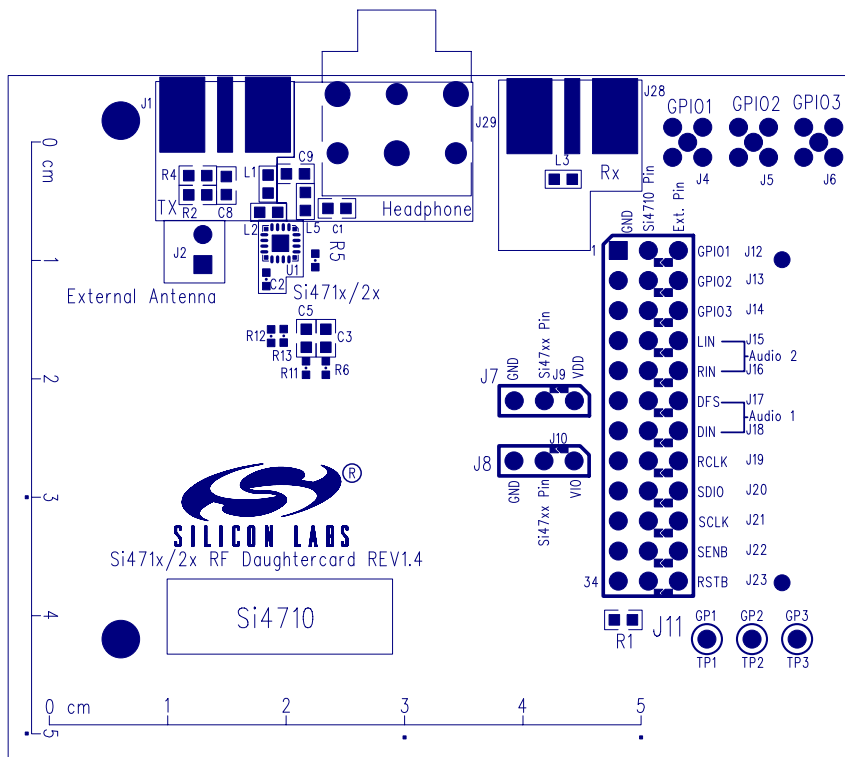 J1
J29
J28
GPIO1 GPIO2 GPIO3
J4 J5 J6
0 cm
R4 L1 C9
L3 Rx
TX R2 C8 L2 L5 C1
Headphone
GND Si4710 Pin Ext. Pin
J2 U1 R5
C2
External Antenna
Si471x/2x
1
1 GPIO1 J12
GPIO2 J13
GPIO3 J14
LIN J15
Audio 2
RIN J16
DFS J17
Audio 1
DIN J18
RCLK J19
SDIO J20
SCLK J21
SENB J22
34 RSTB J23
C5 C3
R12 R13
R11 R6
2
J7 GND Si47xx Pin VDD
J9
J10
J8 GND Si47xx Pin VIO
3
®
SILICON LABS
Si471x/2x RF Daughtercard REV1.4
4
Si4710
R1 J11
GP1 GP2 GP3
TP1 TP2 TP3
0 cm 1 2 3 4 5
5